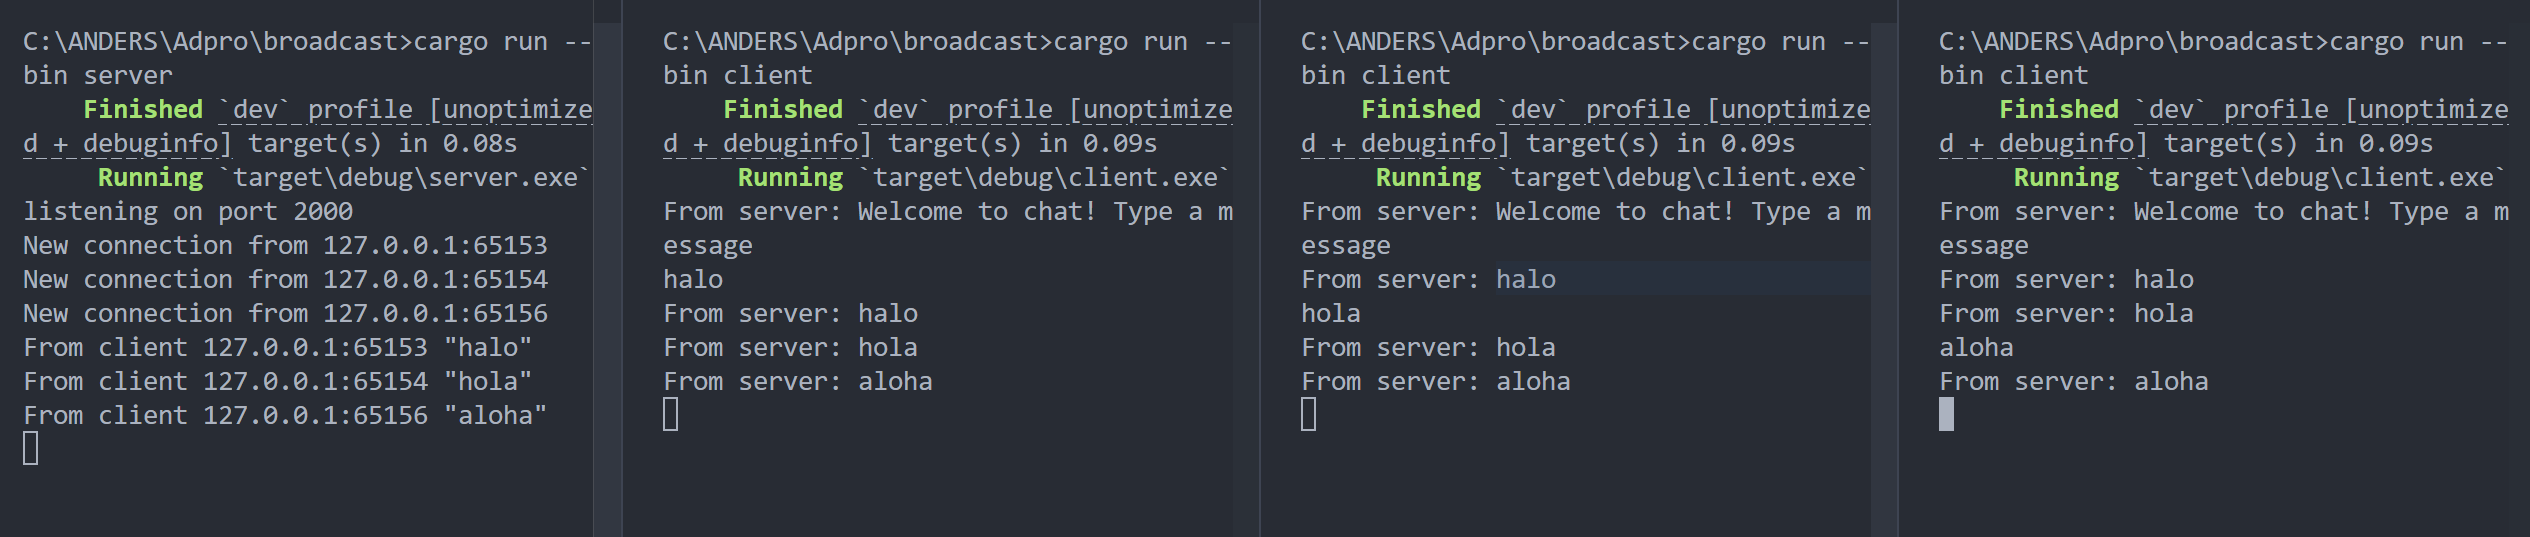 C:\ANDERS\Adpro\broadcast>cargo run --
bin server
Finished `dev` profile [unoptimize
d + debuginfo] target(s) in 0.08s
Running `target\debug\server.exe`
listening on port 2000
New connection from 127.0.0.1:65153
New connection from 127.0.0.1:65154
New connection from 127.0.0.1:65156
From client 127.0.0.1:65153 "halo"
From client 127.0.0.1:65154 "hola"
From client 127.0.0.1:65156 "aloha"
C:\ANDERS\Adpro\broadcast>cargo run --
bin client
Finished `dev` profile [unoptimize
d + debuginfo] target(s) in 0.09s
Running `target\debug\client.exe`
From server: Welcome to chat! Type a m
essage
halo
From server: halo
From server: hola
From server: aloha
C:\ANDERS\Adpro\broadcast>cargo run --
bin client
Finished `dev` profile [unoptimize
d + debuginfo] target(s) in 0.09s
Running `target\debug\client.exe`
From server: Welcome to chat! Type a m
essage
From server: halo
hola
From server: hola
From server: aloha
C:\ANDERS\Adpro\broadcast>cargo run --
bin client
Finished `dev` profile [unoptimize
d + debuginfo] target(s) in 0.09s
Running `target\debug\client.exe`
From server: Welcome to chat! Type a m
essage
From server: halo
From server: hola
aloha
From server: aloha